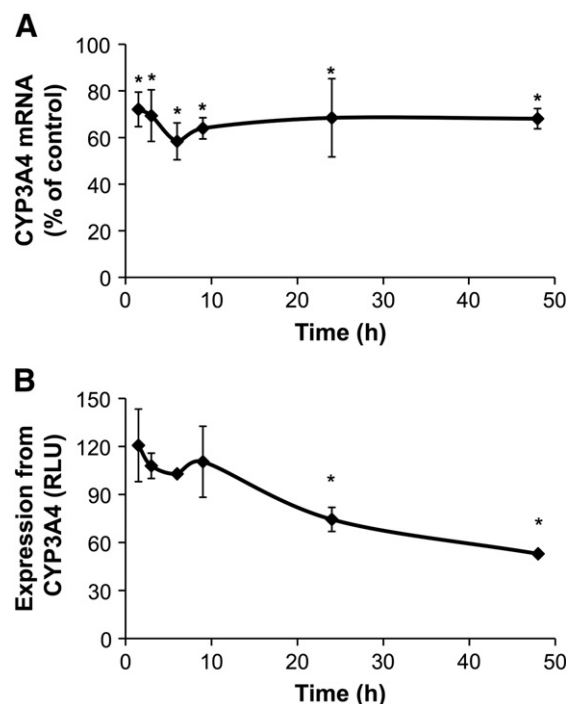 A
CYP3A4 mRNA
(% of control)
100
80
60
40
20
0
* * * * * *
0 10 20 30 40 50
Time (h)
B
Expression from
CYP3A4 (RLU)
150
120
90
60
30
0
* *
0 10 20 30 40 50
Time (h)